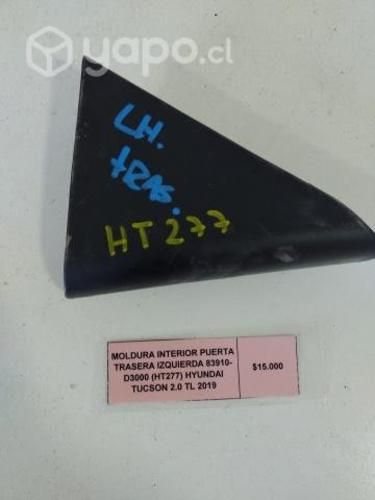 yapo.cl
LH.
tRAS.
HT277
MOLDURA INTERIOR PUERTA
TRASERA IZQUIERDA 83910-
D3000 (HT277) HYUNDAI
TUCSON 2.0 TL 2019
$15.000